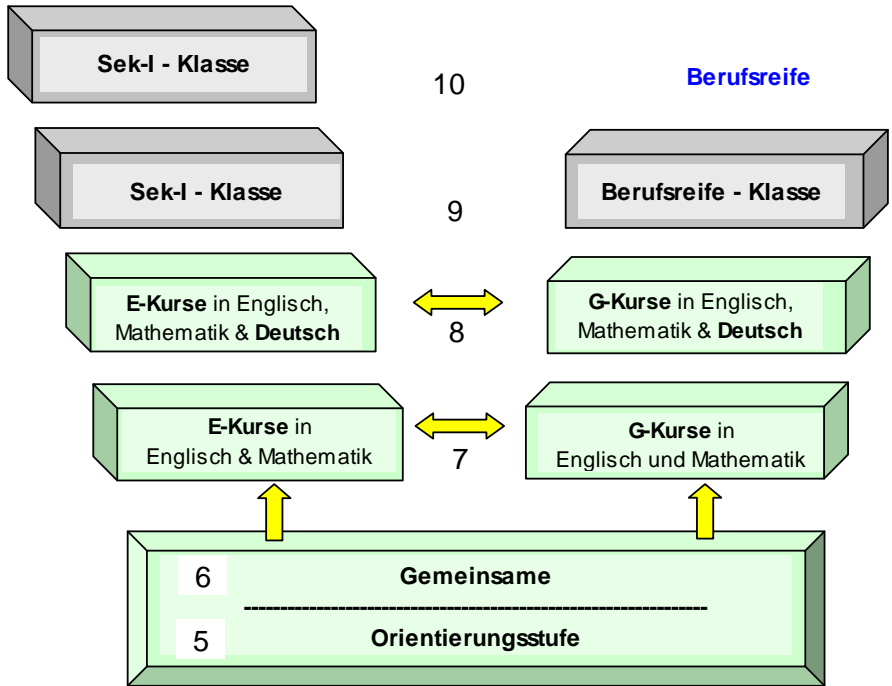 Sek-I - Klasse
10
Berufsreife
Sek-I - Klasse
9
Berufsreife - Klasse
E-Kurse in Englisch,
Mathematik & Deutsch
8
G-Kurse in Englisch,
Mathematik & Deutsch
E-Kurse in
Englisch & Mathematik
7
G-Kurse in
Englisch und Mathematik
6
Gemeinsame
----------------------------------------------------------------
5
Orientierungsstufe